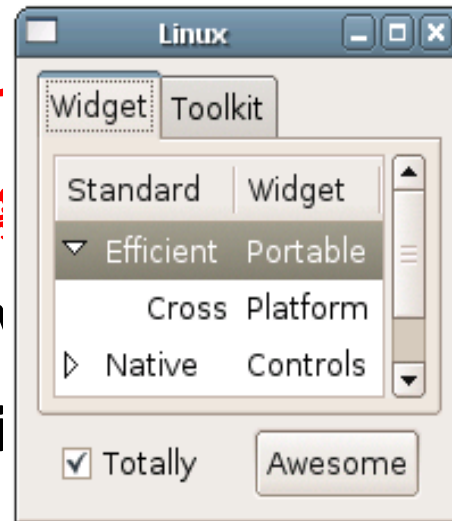 Linux
Widget Toolkit
Standard Widget
Efficient Portable
Cross Platform
Native Controls
Totally Awesome